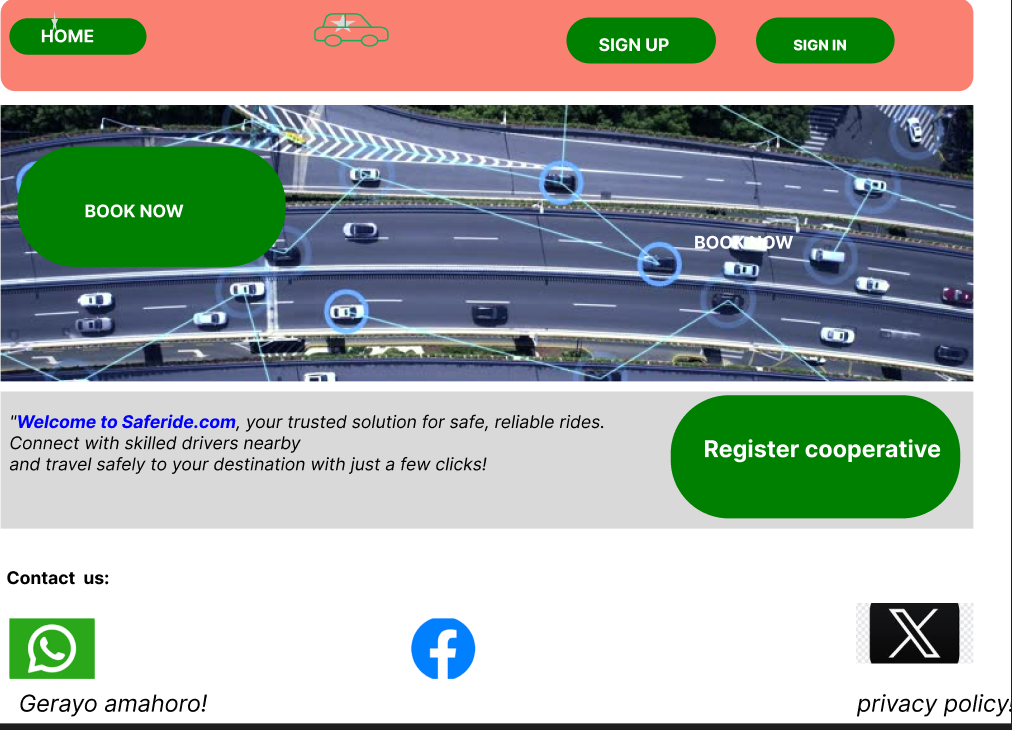 HOME
SIGN UP
SIGN IN
BOOK NOW
BOOK NOW
"Welcome to Saferide.com, your trusted solution for safe, reliable rides.
Connect with skilled drivers nearby
and travel safely to your destination with just a few clicks!
Register cooperative
Contact us:
Gerayo amahoro!
privacy policy!